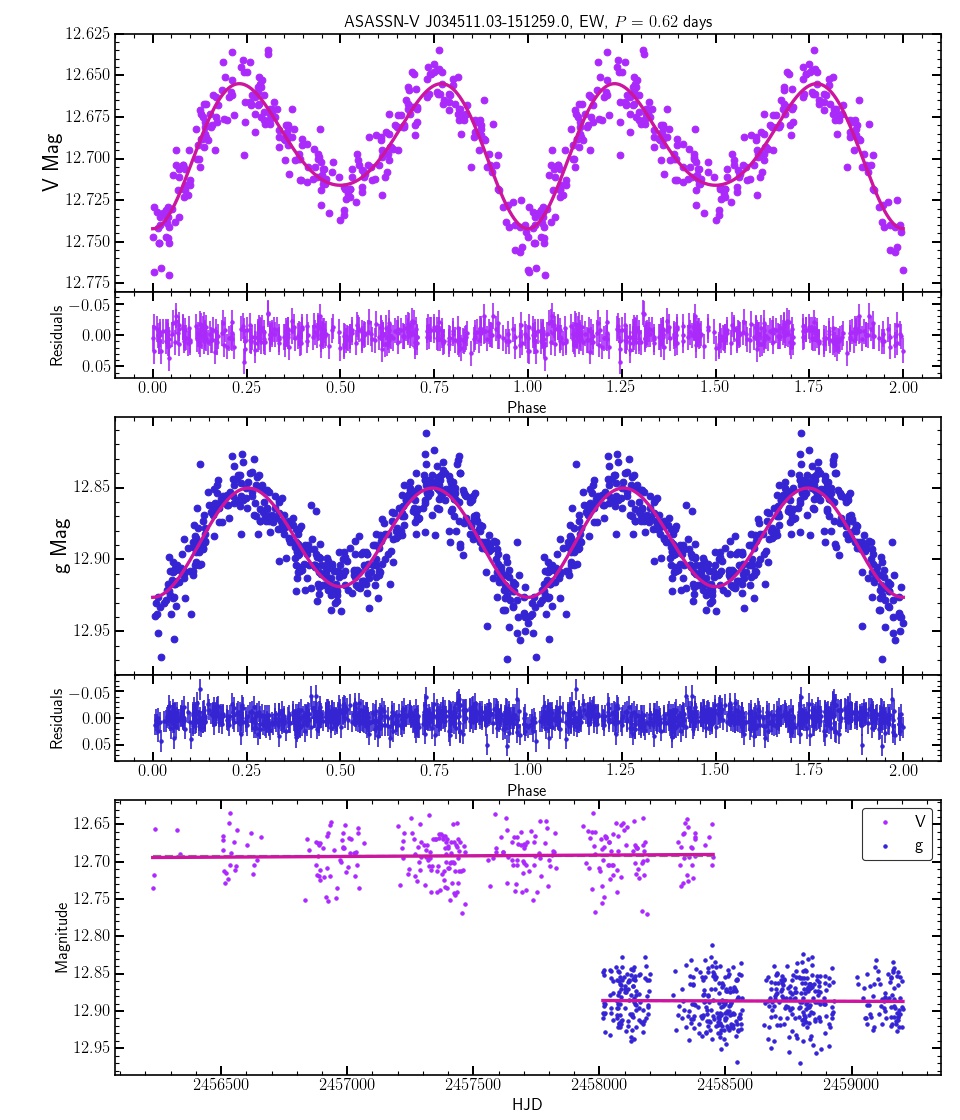 ASASSN-V J034511.03-151259.0, EW, P = 0.62 days
12.625
12.650
12.675
12.700
12.725
12.750
12.775
V Mag
−0.05
0.00
0.05
Residuals
0.00 0.25 0.50 0.75 1.00 1.25 1.50 1.75 2.00
Phase
12.85
12.90
12.95
g Mag
−0.05
0.00
0.05
Residuals
0.00 0.25 0.50 0.75 1.00 1.25 1.50 1.75 2.00
Phase
12.65
12.70
12.75
12.80
12.85
12.90
12.95
Magnitude
V
g
2456500 2457000 2457500 2458000 2458500 2459000
HJD